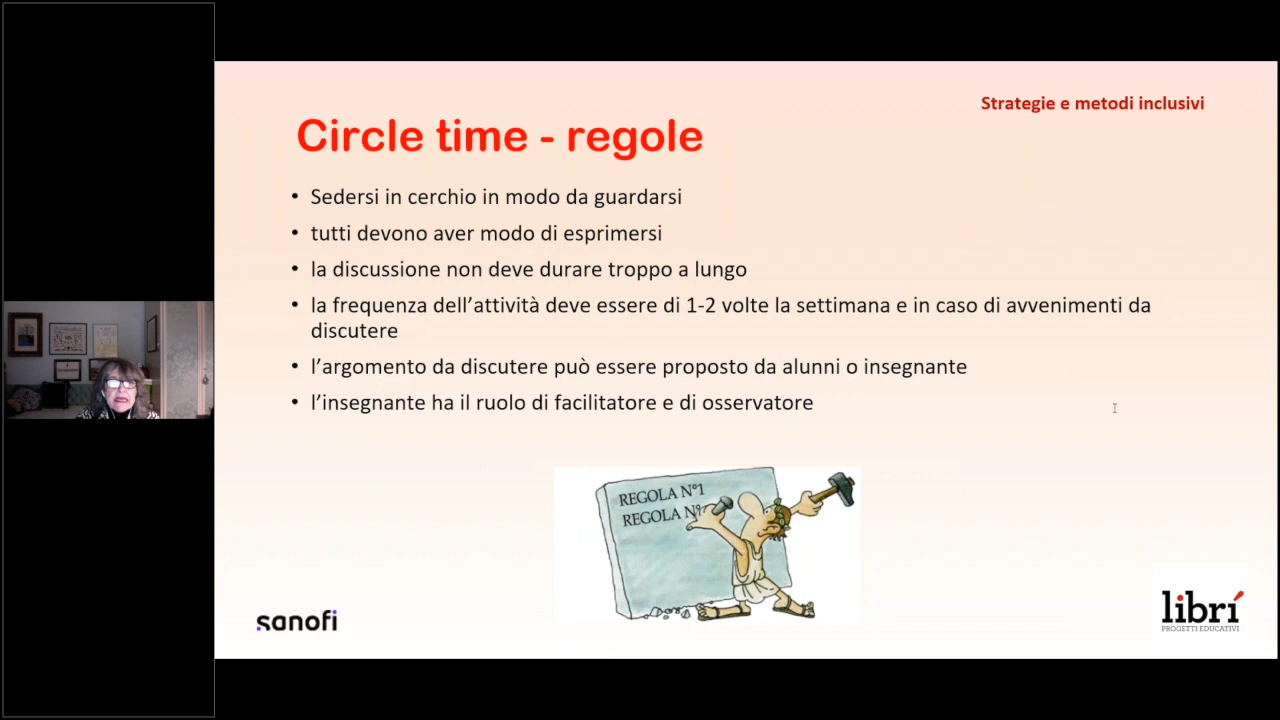 Strategie e metodi inclusivi
Circle time - regole
• Sedersi in cerchio in modo da guardarsi
• tutti devono aver modo di esprimersi
• la discussione non deve durare troppo a lungo
• la frequenza dell’attività deve essere di 1-2 volte la settimana e in caso di avvenimenti da
discutere
• l’argomento da discutere può essere proposto da alunni o insegnante
• l’insegnante ha il ruolo di facilitatore e di osservatore
REGOLA N°1
REGOLA N°
sanofi
librí
PROGETTI EDUCATIVI